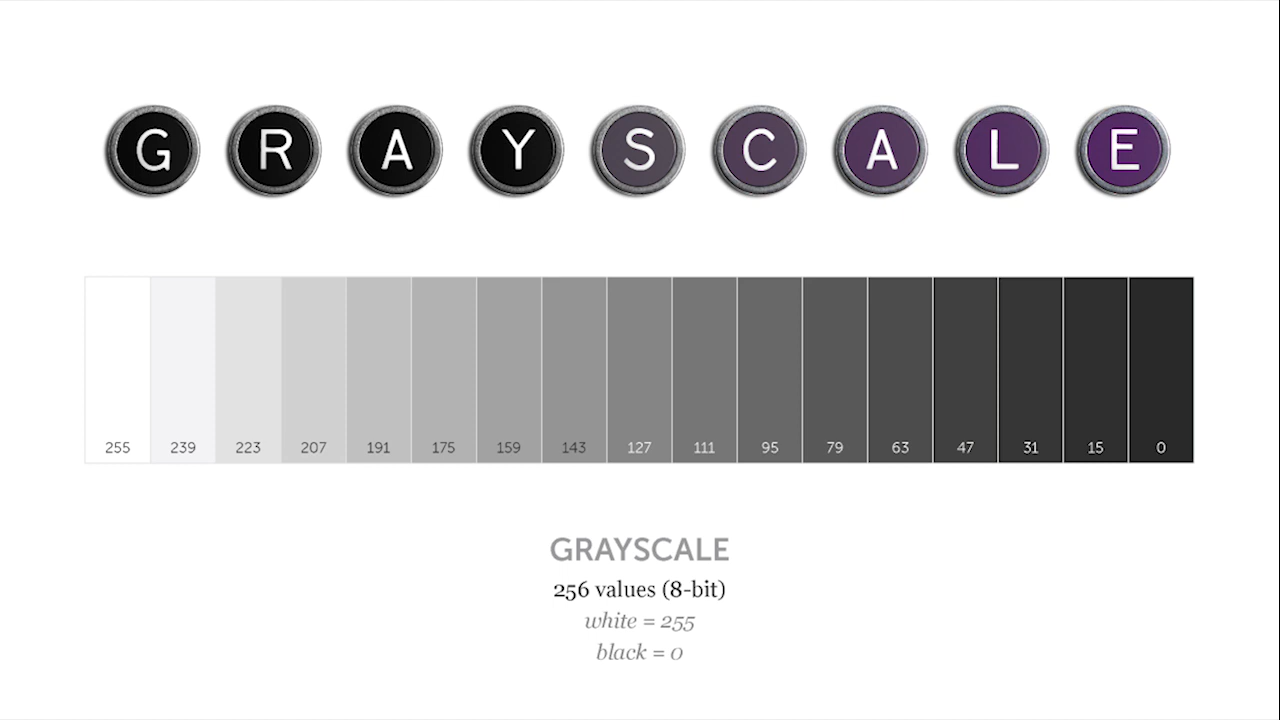 GRAYSCALE
255 239 223 207 191 175 159 143 127 111 95 79 63 47 31 15 0
GRAYSCALE
256 values (8-bit)
white = 255
black = 0